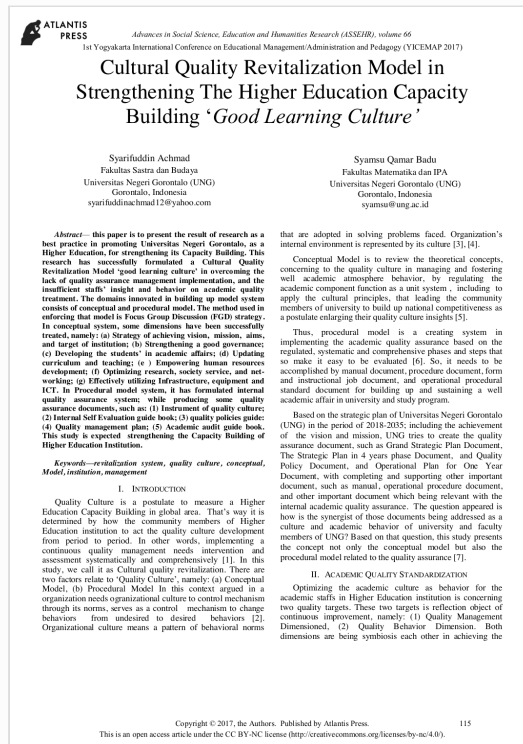 ATLANTIS
PRESS
Advances in Social Science, Education and Humanities Research (ASSEHR), volume 66
1st Yogyakarta International Conference on Educational Management/Administration and Pedagogy (YICEMAP 2017)
Cultural Quality Revitalization Model in
Strengthening The Higher Education Capacity
Building ‘Good Learning Culture’
Syarifuddin Achmad
Fakultas Sastra dan Budaya
Universitas Negeri Gorontalo (UNG)
Gorontalo, Indonesia
syarifuddinachmad12@yahoo.com
Syamsu Qamar Badu
Fakultas Matematika dan IPA
Universitas Negeri Gorontalo (UNG)
Gorontalo, Indonesia
syamsu@ung.ac.id
Abstract— this paper is to present the result of research as a
best practice in promoting Universitas Negeri Gorontalo, as a
Higher Education, for strengthening its Capacity Building. This
research has successfully formulated a Cultural Quality
Revitalization Model ‘good learning culture’ in overcoming the
lack of quality assurance management implementation, and the
insufficient staffs’ insight and behavior on academic quality
treatment. The domains innovated in building up model system
consists of conceptual and procedural model. The method used in
enforcing that model is Focus Group Discussion (FGD) strategy.
In conceptual system, some dimensions have been successfully
treated, namely: (a) Strategy of achieving vision, mission, aims,
and target of institution; (b) Strengthening a good governance;
(c) Developing the students’ in academic affairs; (d) Updating
curriculum and teaching; (e ) Empowering human resources
development; (f) Optimizing research, society service, and net-
working; (g) Effectively utilizing Infrastructure, equipment and
ICT. In Procedural model system, it has formulated internal
quality assurance system; while producing some quality
assurance documents, such as: (1) Instrument of quality culture;
(2) Internal Self Evaluation guide book; (3) quality policies guide:
(4) Quality management plan; (5) Academic audit guide book.
This study is expected strengthening the Capacity Building of
Higher Education Institution.
Keywords—revitalization system, quality culture, conceptual,
Model, institution, management
I. INTRODUCTION
Quality Culture is a postulate to measure a Higher
Education Capacity Building in global area. That’s way it is
determined by how the community members of Higher
Education institution to act the quality culture development
from period to period. In other words, implementing a
continuous quality management needs intervention and
assessment systematically and comprehensively [1]. In this
study, we call it as Cultural quality revitalization. There are
two factors relate to ‘Quality Culture’, namely: (a) Conceptual
Model, (b) Procedural Model In this context argued in a
organization needs ogranizational culture to control mechanism
through its norms, serves as a control mechanism to change
behaviors from undesired to desired behaviors [2].
Organizational culture means a pattern of behavioral norms
that are adopted in solving problems faced. Organization’s
internal environment is represented by its culture [3], [4].
Conceptual Model is to review the theoretical concepts,
concerning to the quality culture in managing and fostering
well academic atmosphere behavior, by regulating the
academic component function as a unit system , including to
apply the cultural principles, that leading the community
members of university to build up national competitiveness as
a postulate enlarging their quality culture insights [5].
Thus, procedural model is a creating system in
implementing the academic quality assurance based on the
regulated, systematic and comprehensive phases and steps that
so make it easy to be evaluated [6]. So, it needs to be
accomplished by manual document, procedure document, form
and instructional job document, and operational procedural
standard document for building up and sustaining a well
academic affair in university and study program.
Based on the strategic plan of Universitas Negeri Gorontalo
(UNG) in the period of 2018-2035; including the achievement
of the vision and mission, UNG tries to create the quality
assurance document, such as Grand Strategic Plan Document,
The Strategic Plan in 4 years phase Document, and Quality
Policy Document, and Operational Plan for One Year
Document, with completing and supporting other important
document, such as manual, operational procedure document,
and other important document which being relevant with the
internal academic quality assurance. The question appeared is
how is the synergist of those documents being addressed as a
culture and academic behavior of university and faculty
members of UNG? Based on that question, this study presents
the concept not only the conceptual model but also the
procedural model related to the quality assurance [7].
II. ACADEMIC QUALITY STANDARDIZATION
Optimizing the academic culture as behavior for the
academic staffs in Higher Education institution is concerning
two quality targets. These two targets is reflection object of
continuous improvement, namely: (1) Quality Management
Dimensioned, (2) Quality Behavior Dimension. Both
dimensions are being symbiosis each other in achieving the
Copyright © 2017, the Authors. Published by Atlantis Press.
This is an open access article under the CC BY-NC license (http://creativecommons.org/licenses/by-nc/4.0/).
115